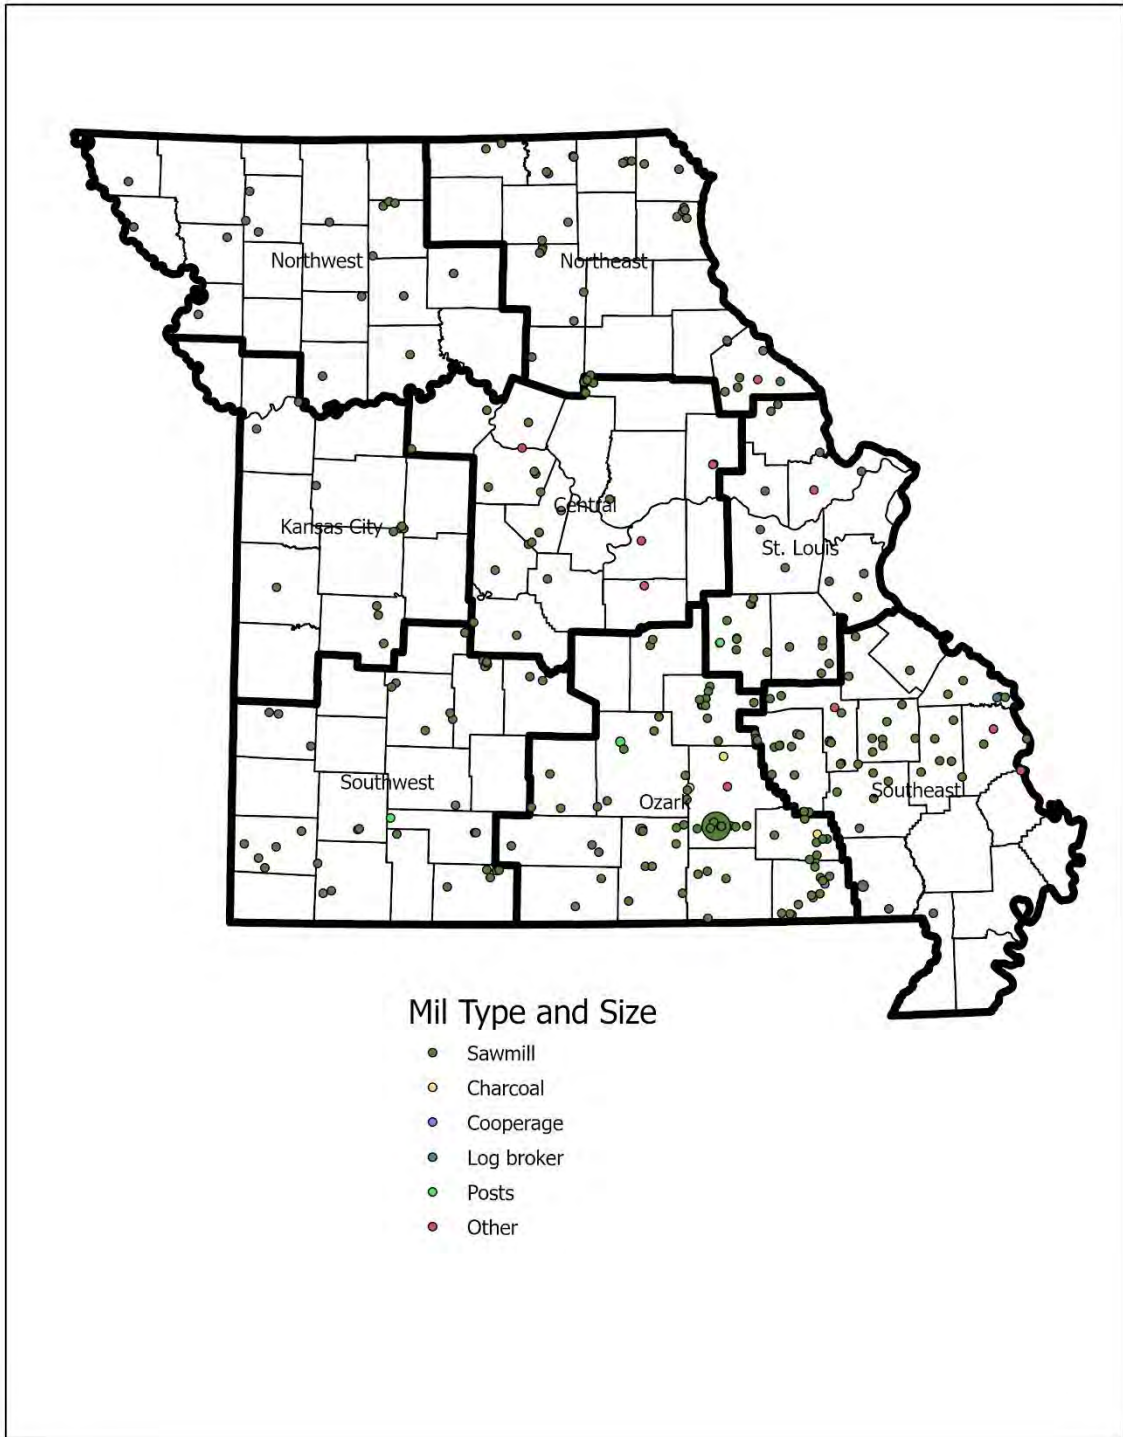 Northwest
Northeast
Kansas City
Central
St. Louis
Southwest
Ozark
Southeast
Mil Type and Size
Sawmill
Charcoal
Cooperage
Log broker
Posts
Other